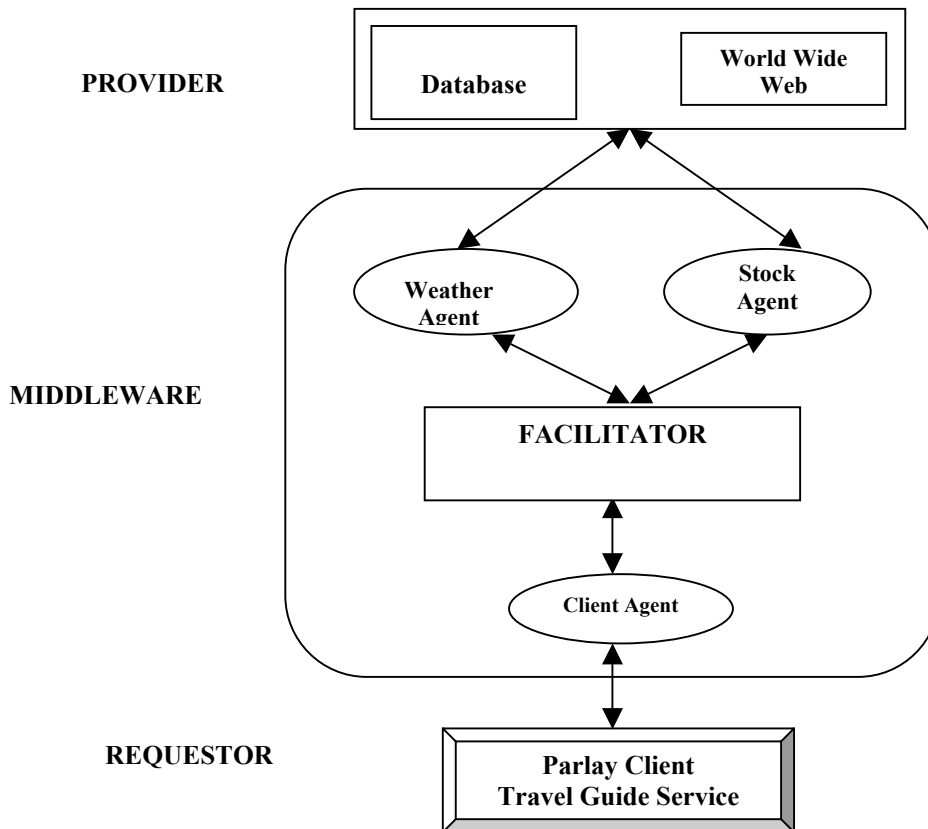 PROVIDER
Database
World Wide
Web
Weather
Agent
Stock
Agent
MIDDLEWARE
FACILITATOR
Client Agent
REQUESTOR
Parlay Client
Travel Guide Service